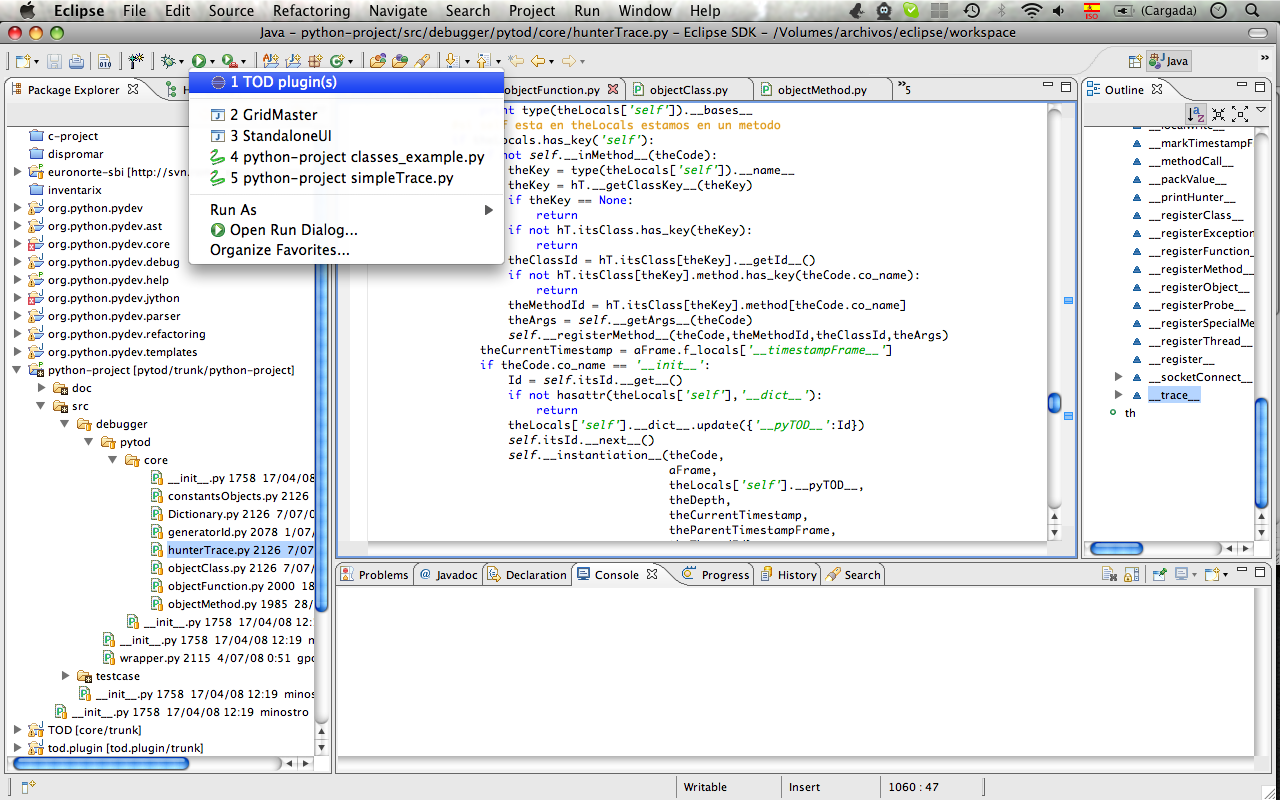 Eclipse File Edit Source Refactoring Navigate Search Project Run Window Help (Cargada)
ISO
Java - python-project/src/debugger/pytod/core/hunterTrace.py - Eclipse SDK - /Volumes/archivos/eclipse/workspace
Java
Package Explorer
objectFunction.py
objectClass.py
objectMethod.py
5
Outline
1 TOD plugin(s)
2 GridMaster
3 StandaloneUI
4 python-project classes_example.py
5 python-project simpleTrace.py
Run As
Open Run Dialog...
Organize Favorites...
c-project
dispromar
euronorte-sbi [http://svn.
inventarix
org.python.pydev
org.python.pydev.ast
org.python.pydev.core
org.python.pydev.debug
org.python.pydev.help
org.python.pydev.jython
org.python.pydev.parser
org.python.pydev.refactoring
org.python.pydev.templates
python-project [pytod/trunk/python-project]
doc
src
debugger
pytod
core
__init__.py 1758 17/04/08
constantsObjects.py 2126
Dictionary.py 2126 7/07/0
generatorId.py 2078 1/07/
hunterTrace.py 2126 7/07
objectClass.py 2126 7/07/
objectFunction.py 2000 18
objectMethod.py 1985 28/
__init__.py 1758 17/04/08 12:
__init__.py 1758 17/04/08 12:19 m
wrapper.py 2115 4/07/08 0:51 gpo
testcase
__init__.py 1758 17/04/08 12:19 minos
__init__.py 1758 17/04/08 12:19 minostro
TOD [core/trunk]
tod.plugin [tod.plugin/trunk]
int type(theLocals['self']).__bases__
esta en theLocals estamos en un metodo
ocals.has_key('self'):
not self.__inMethod__(theCode):
theKey = type(theLocals['self']).__name__
theKey = hT.__getClassKey__(theKey)
if theKey == None:
return
if not hT.itsClass.has_key(theKey):
return
theClassId = hT.itsClass[theKey].__getId__()
if not hT.itsClass[theKey].method.has_key(theCode.co_name):
return
theMethodId = hT.itsClass[theKey].method[theCode.co_name]
theArgs = self.__getArgs__(theCode)
self.__registerMethod__(theCode,theMethodId,theClassId,theArgs)
theCurrentTimestamp = aFrame.f_locals['__timestampFrame__']
if theCode.co_name == '__init__':
Id = self.itsId.__get__()
if not hasattr(theLocals['self'],'__dict__'):
return
theLocals['self'].__dict__.update({'__pyTOD__':Id})
self.itsId.__next__()
self.__instantiation__(theCode,
aFrame,
theLocals['self'].__pyTOD__,
theDepth,
theCurrentTimestamp,
theParentTimestampFrame,
__markTimestampF
__methodCall__
__packValue__
__printHunter__
__registerClass__
__registerException
__registerFunction_
__registerMethod__
__registerObject__
__registerProbe__
__registerSpecialMe
__registerThread__
__register__
__socketConnect__
__trace__
th
Problems
Javadoc
Declaration
Console
Progress
History
Search
Writable
Insert
1060 : 47